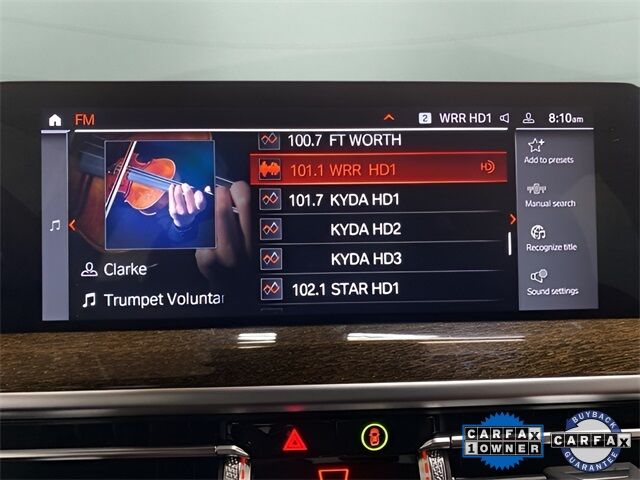 FM
2 WRR HD1 8:10am
100.7 FT WORTH
101.1 WRR HD1 HD
101.7 KYDA HD1
KYDA HD2
KYDA HD3
102.1 STAR HD1
Clarke
Trumpet Voluntar
Add to presets
Manual search
Recognize title
Sound settings
CARFAX
1 OWNER
BUYBACK
CARFAX
GUARANTEE